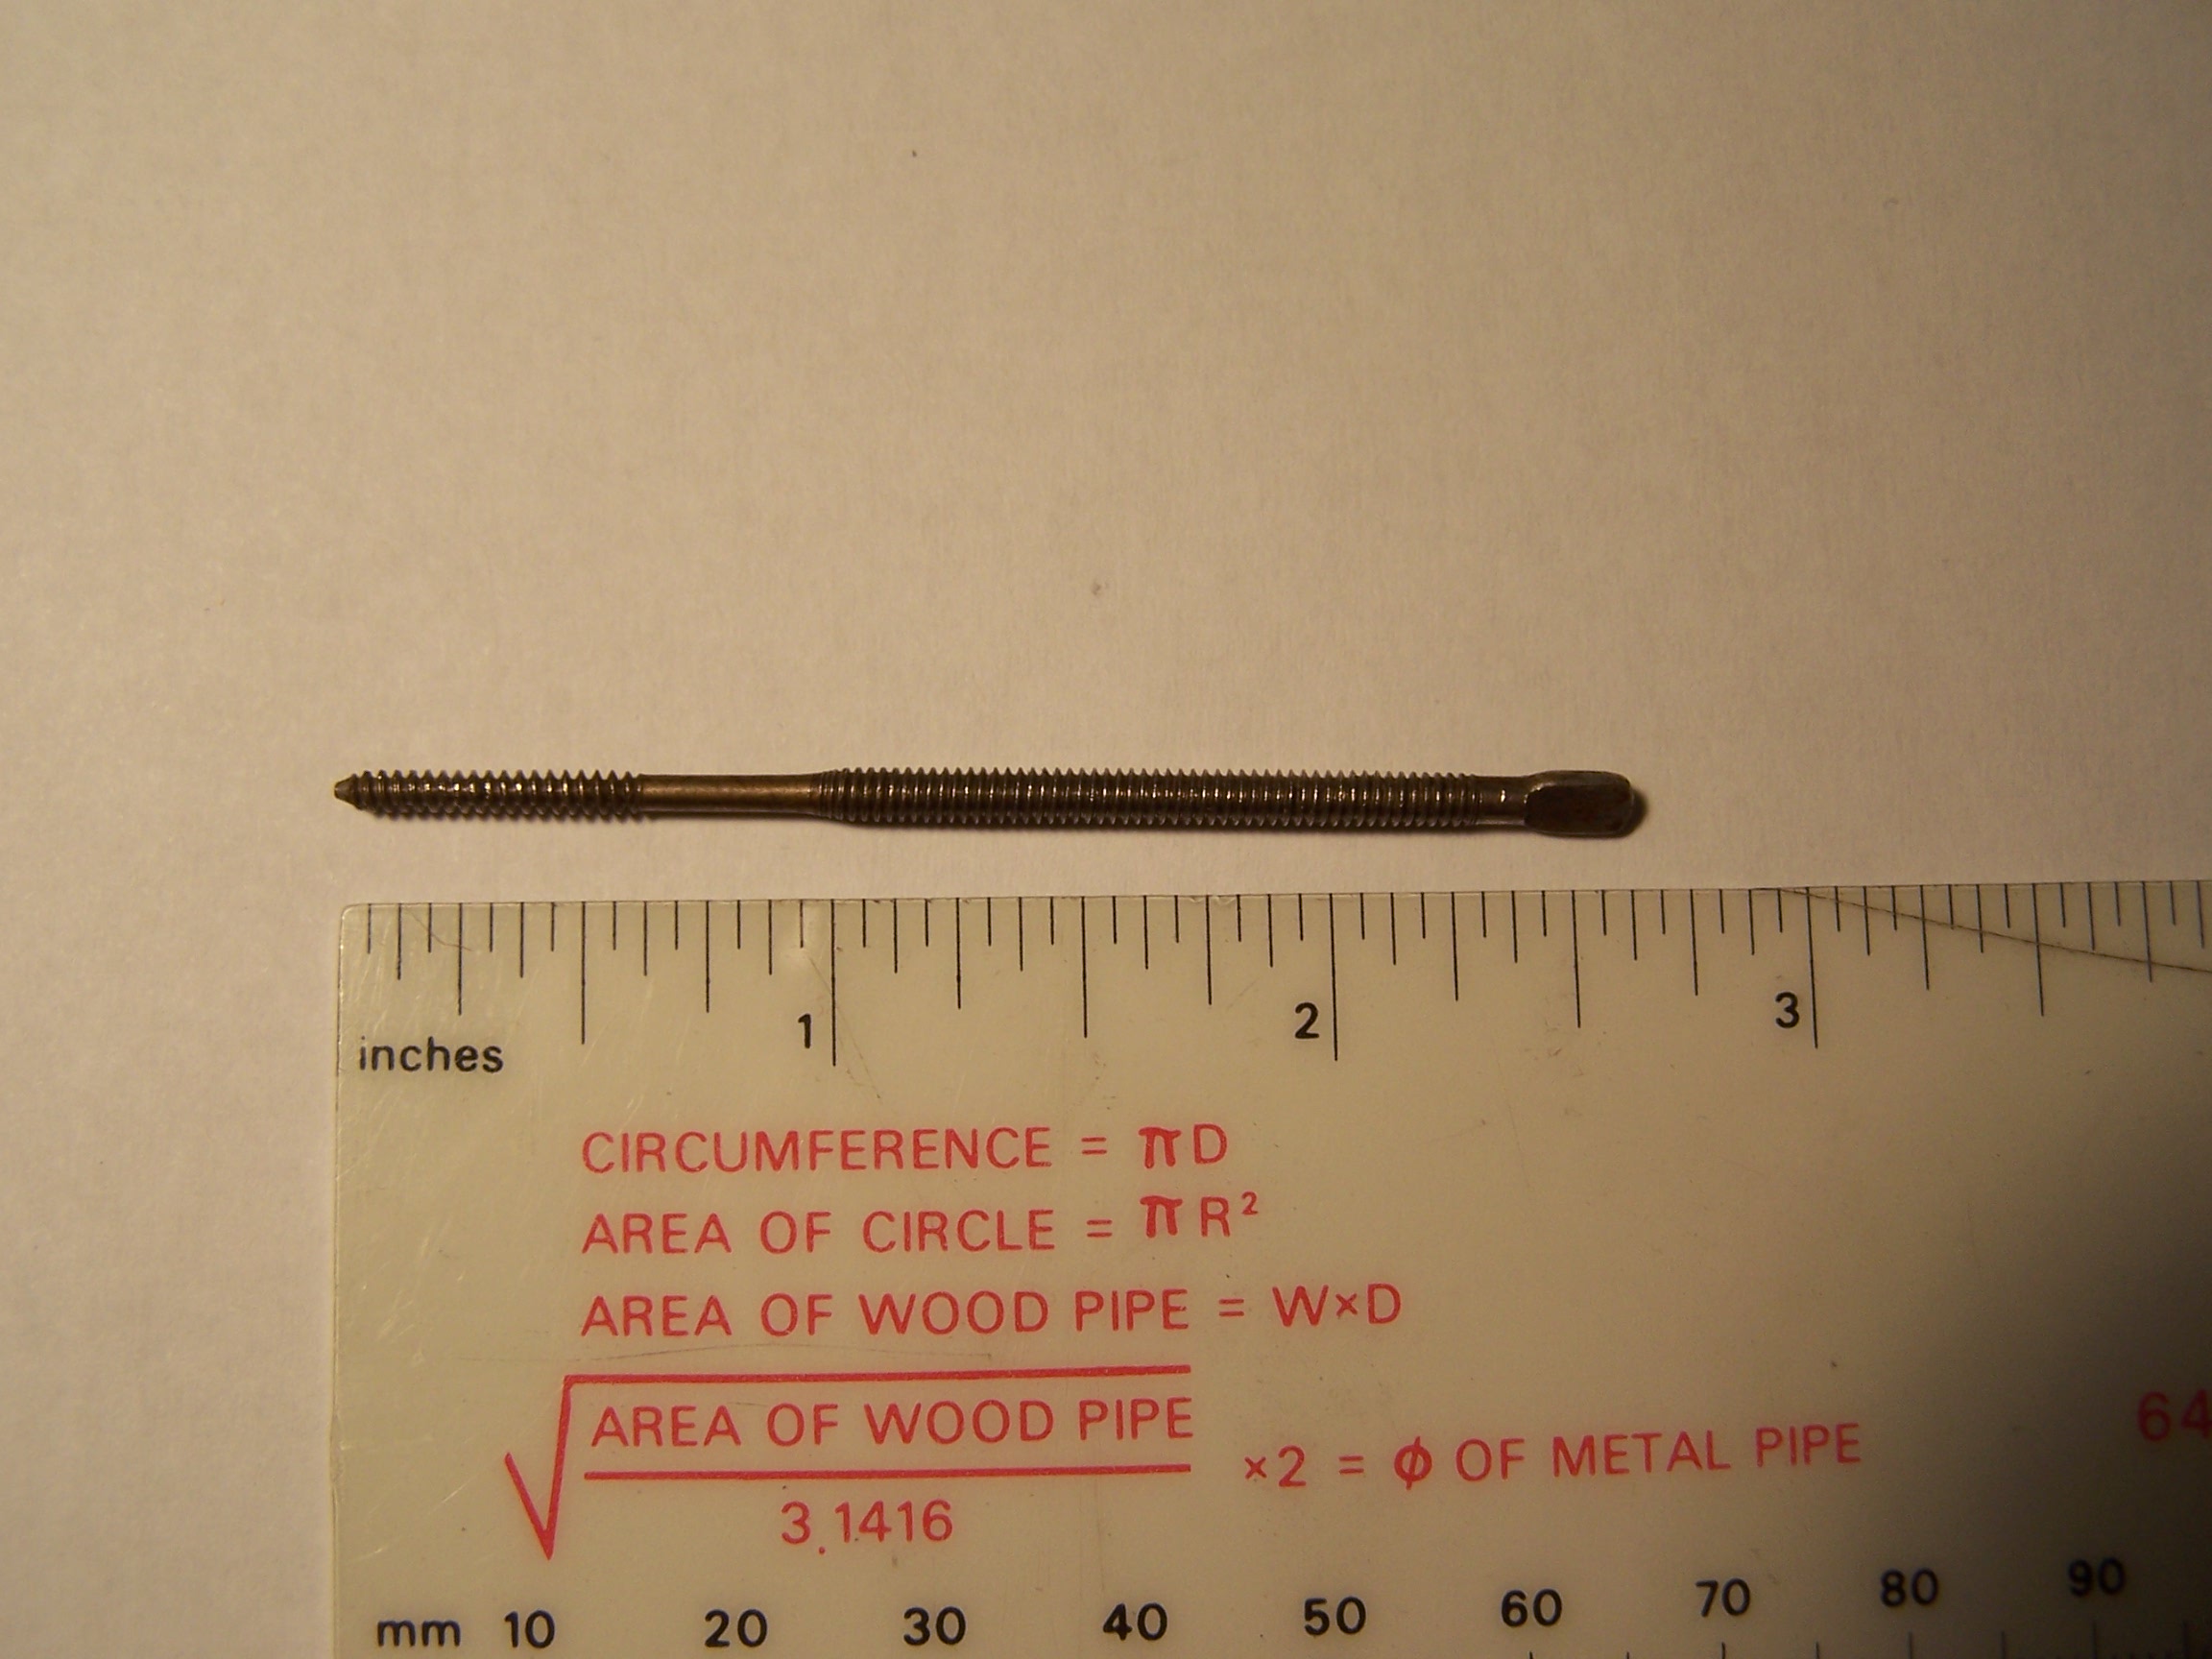 1 2 3
inches
CIRCUMFERENCE = πD
AREA OF CIRCLE = πR²
AREA OF WOOD PIPE = W×D
√ AREA OF WOOD PIPE
×2 = ϕ OF METAL PIPE
3.1416
64
mm 10 20 30 40 50 60 70 80 90